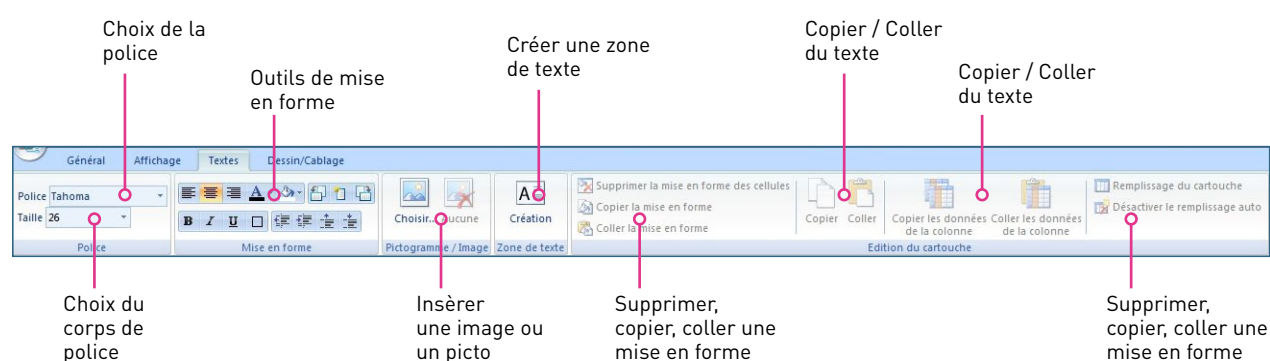 Choix de la
police
Outils de mise
en forme
Créer une zone
de texte
Copier / Coller
du texte
Copier / Coller
du texte
Général Affichage Textes Dessin/Cablage
Police Tahoma
Taille 26
Police
A
B I U
Mise en forme
Choisir... Aucune
Pictogramme / Image
A
Création
Zone de texte
Supprimer la mise en forme des cellules
Copier la mise en forme
Coller la mise en forme
Copier Coller
Copier les données
de la colonne
Coller les données
de la colonne
Remplissage du cartouche
Désactiver le remplissage auto
Edition du cartouche
Choix du
corps de
police
Insèrer
une image ou
un picto
Supprimer,
copier, coller une
mise en forme
Supprimer,
copier, coller une
mise en forme